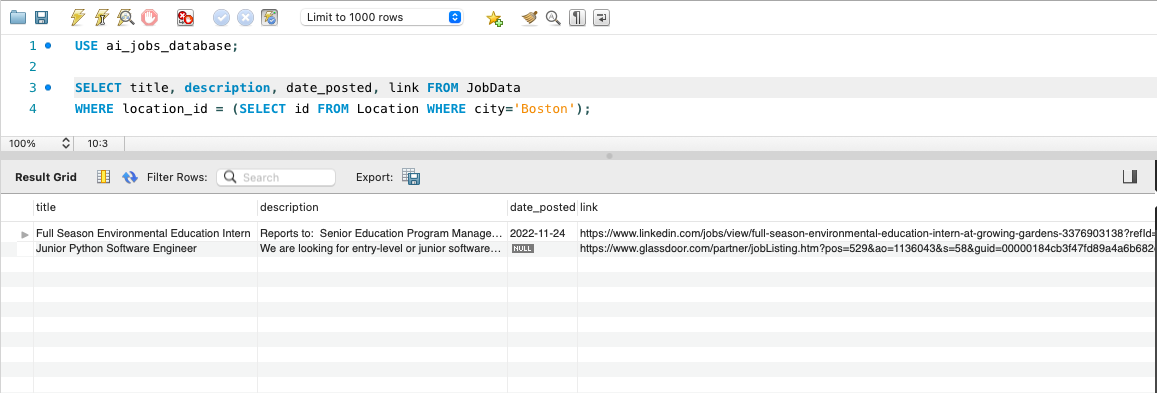 Limit to 1000 rows
1 USE ai_jobs_database;
2
3 SELECT title, description, date_posted, link FROM JobData
4 WHERE location_id = (SELECT id FROM Location WHERE city='Boston');
100% 10:3
Result Grid Filter Rows: Search Export:
title description date_posted link
Full Season Environmental Education Intern Reports to: Senior Education Program Manage... 2022-11-24 https://www.linkedin.com/jobs/view/full-season-environmental-education-intern-at-growing-gardens-3376903138?refId=
Junior Python Software Engineer We are looking for entry-level or junior software... NULL https://www.glassdoor.com/partner/jobListing.htm?pos=529&ao=1136043&s=58&guid=00000184cb3f47fd89a4a6b682